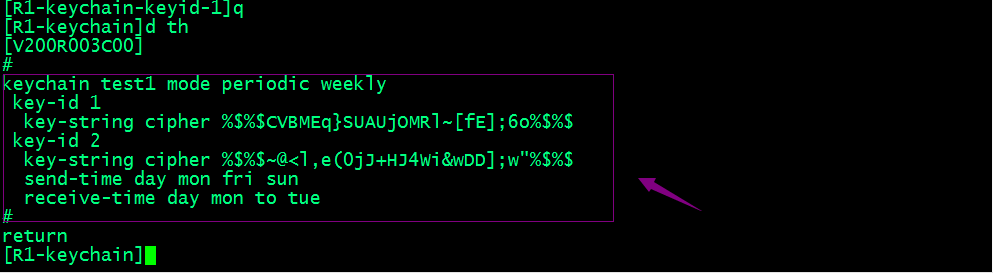 [R1-keychain-keyid-1]q
[R1-keychain]d th
[V200R003C00]
#
keychain test1 mode periodic weekly
key-id 1
key-string cipher %$%$CVBMEq}SUAUjOMRl~[fE];6o%$%$
key-id 2
key-string cipher %$%$~@<l,e(OjJ+HJ4Wi&wDD];w"%$%$
send-time day mon fri sun
receive-time day mon to tue
#
return
[R1-keychain]